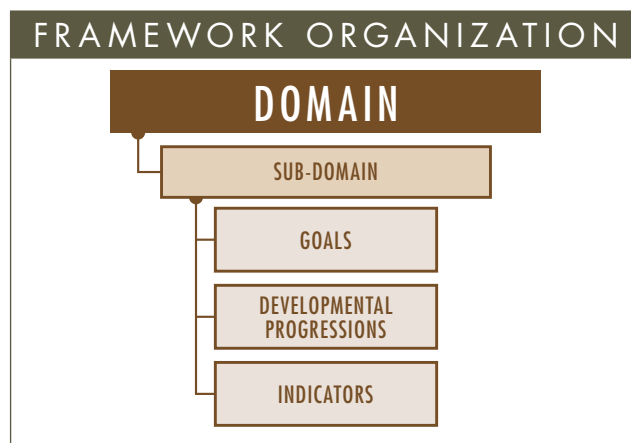 FRAMEWORK ORGANIZATION
DOMAIN
SUB-DOMAIN
GOALS
DEVELOPMENTAL
PROGRESSIONS
INDICATORS